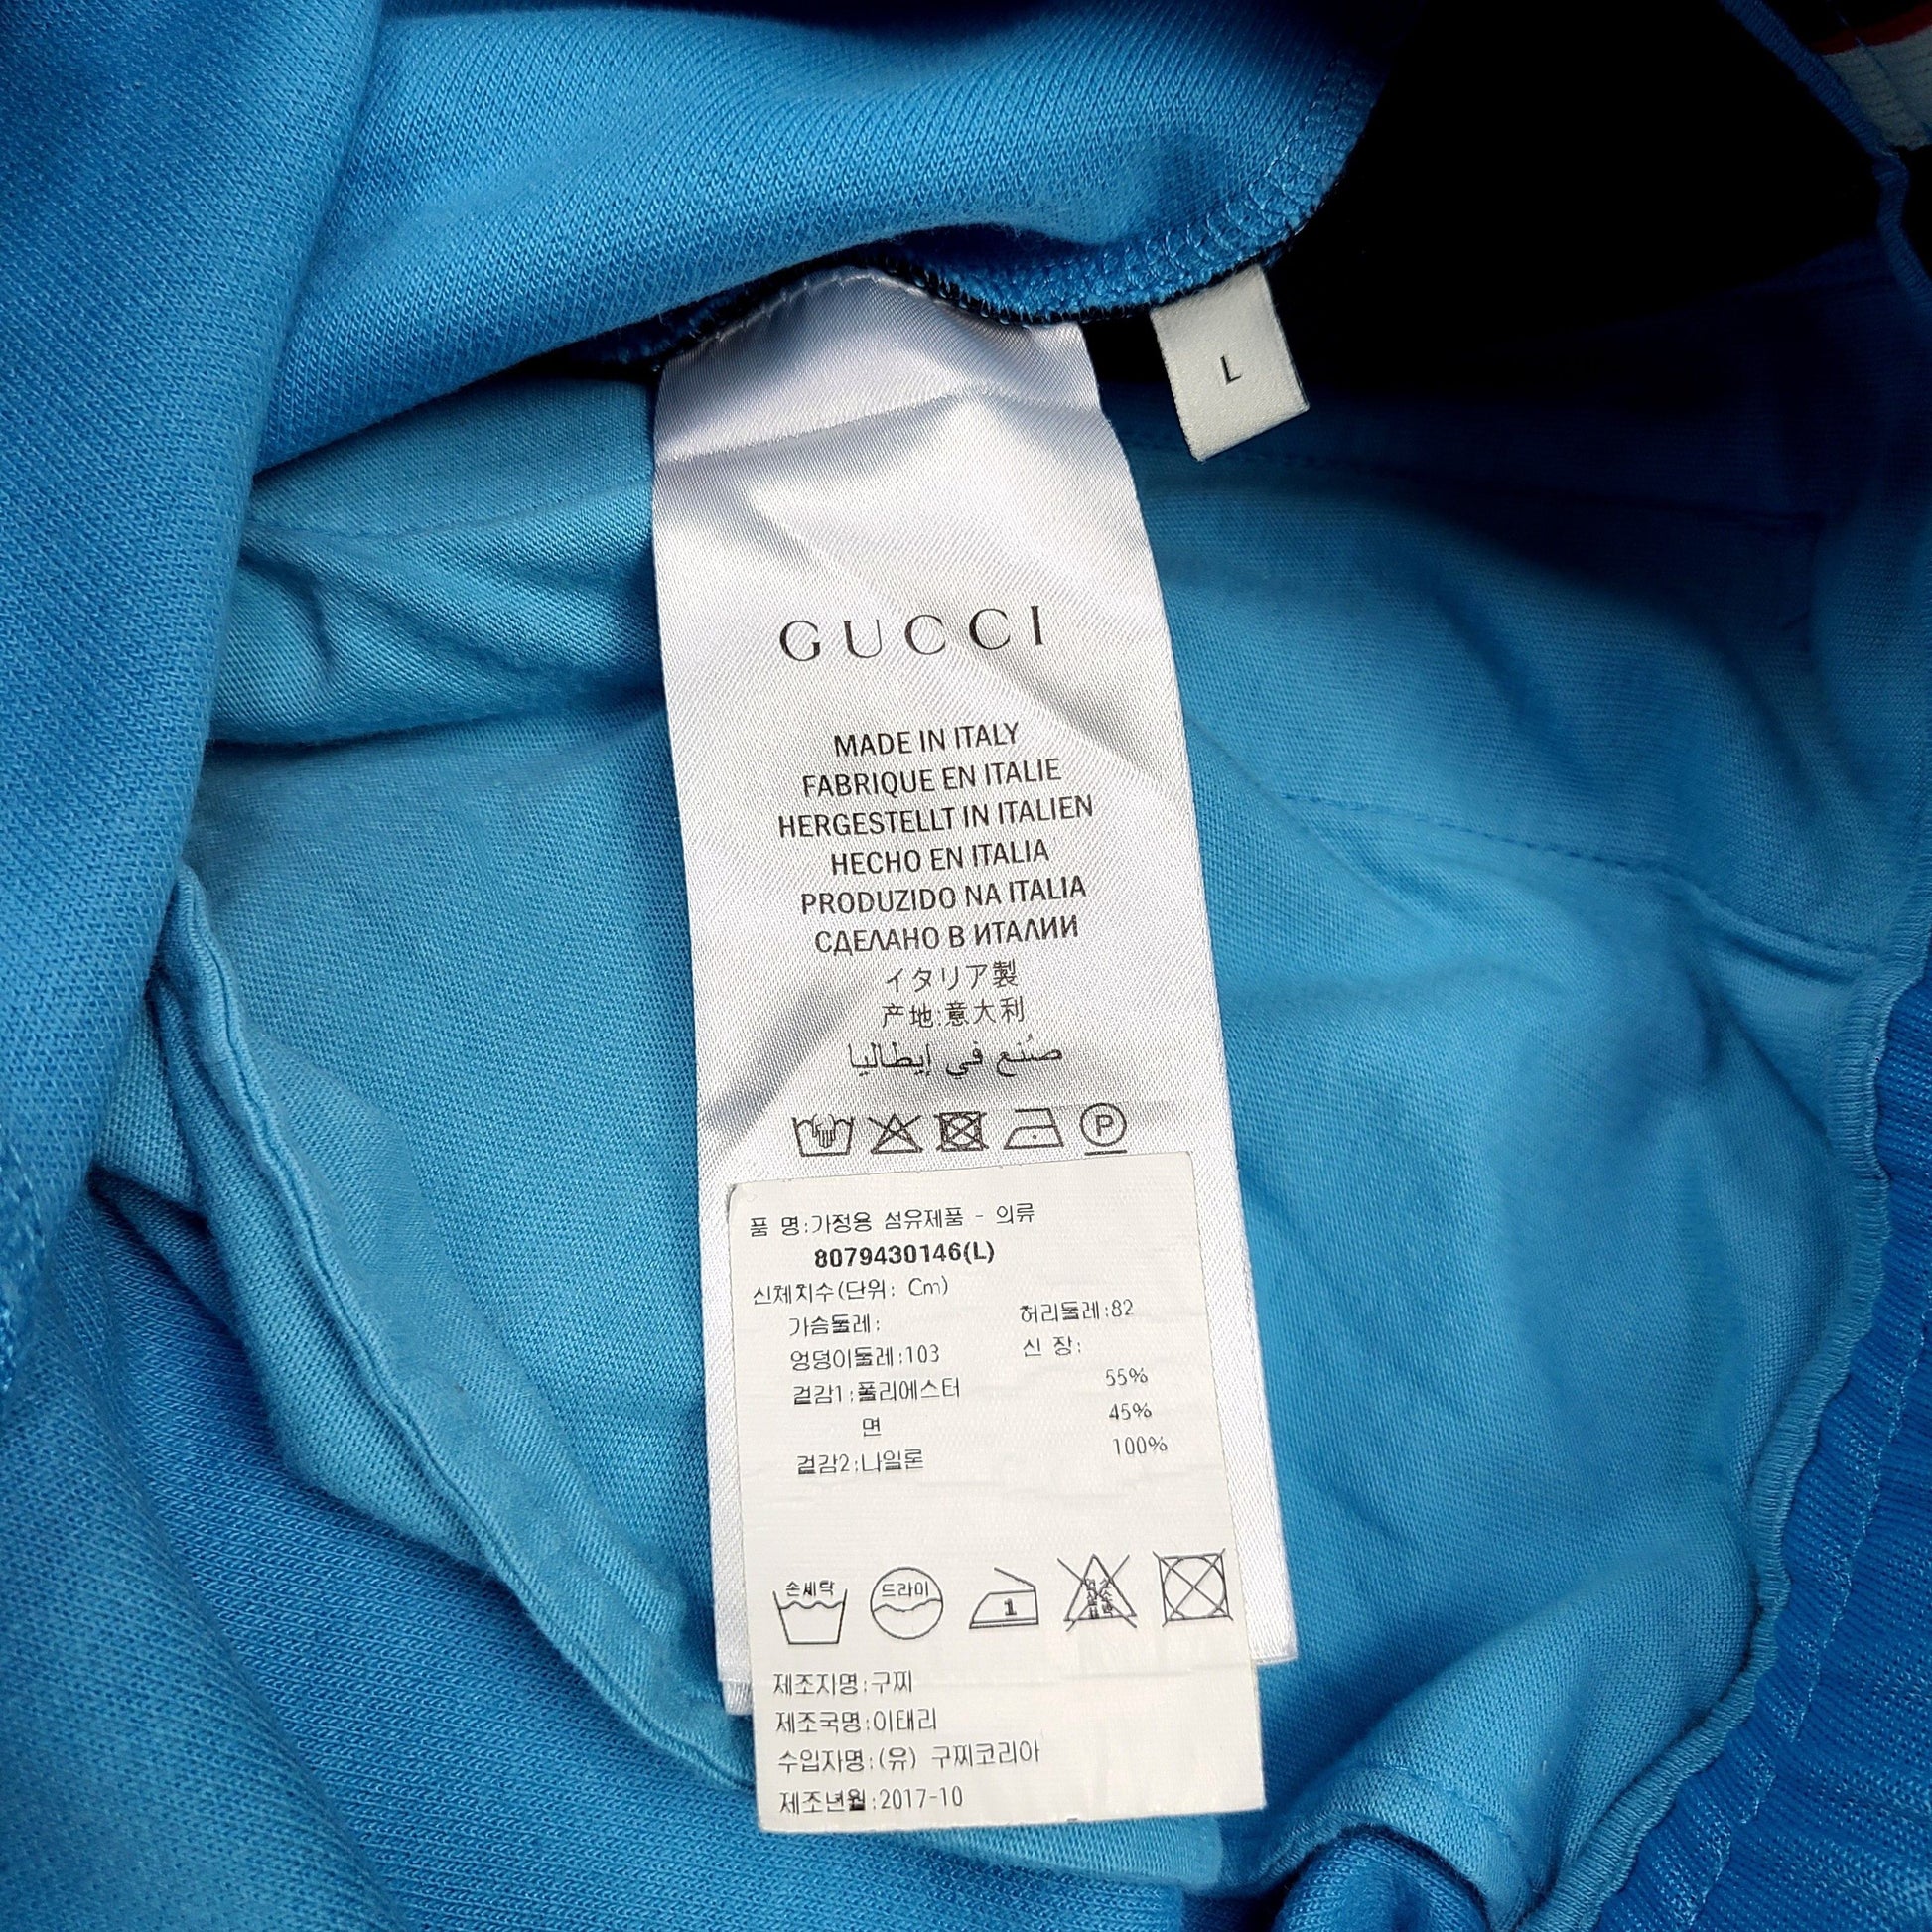 L
GUCCI
MADE IN ITALY
FABRIQUE EN ITALIE
HERGESTELLT IN ITALIEN
HECHO EN ITALIA
PRODUZIDO NA ITALIA
СДЕЛАНО В ИТАЛИИ
イタリア製
产地:意大利
صُنع في إيطاليا
P
품 명:가정용 섬유제품 - 의류
8079430146(L)
신체치수(단위: Cm)
가슴둘레: 허리둘레:82
엉덩이둘레:103 신 장:
겉감1:폴리에스터 55%
면 45%
겉감2:나일론 100%
손세탁 드라이 1
제조자명:구찌
제조국명:이태리
수입자명:(유) 구찌코리아
제조년월:2017-10